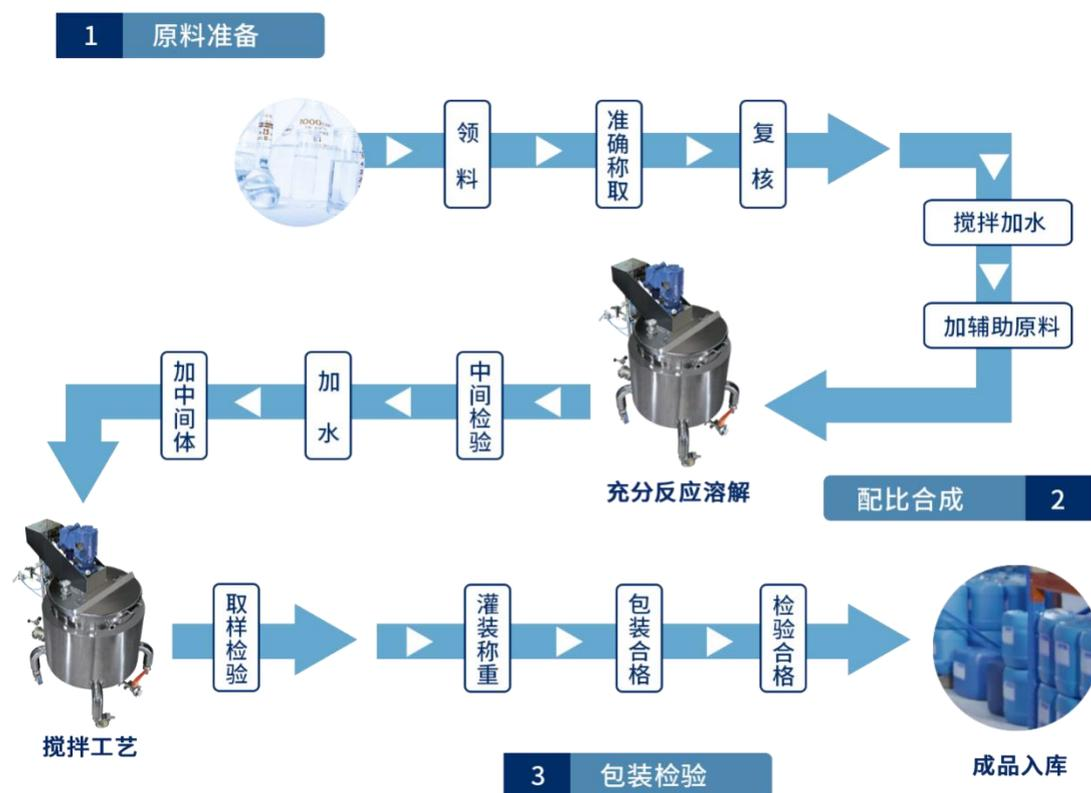 1 原料准备
领料
准确称取
复核
搅拌加水
加辅助原料
充分反应溶解
配比合成 2
中间检验
加水
加中间体
搅拌工艺
取样检验
灌装称重
包装合格
检验合格
成品入库
3 包装检验